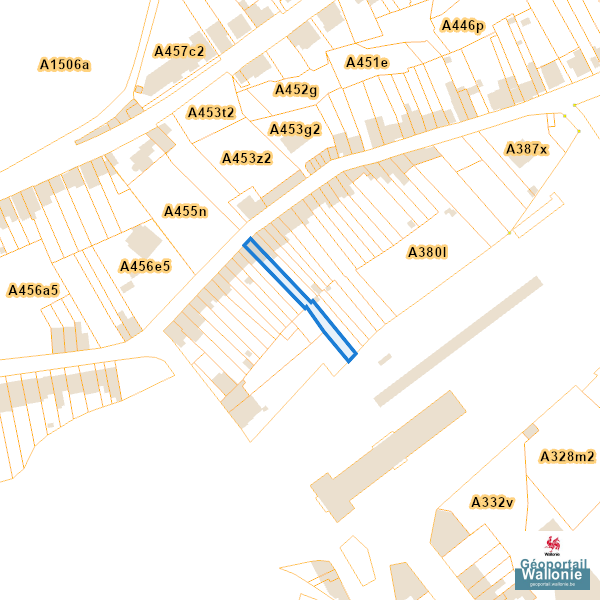 A446p
A457c2
A1506a
A451e
A452g
A453t2
A453g2
A387x
A453z2
A455n
A380l
A456e5
A456a5
A328m2
A332v
Wallonie
Géoportail
Wallonie
geoportail.wallonie.be